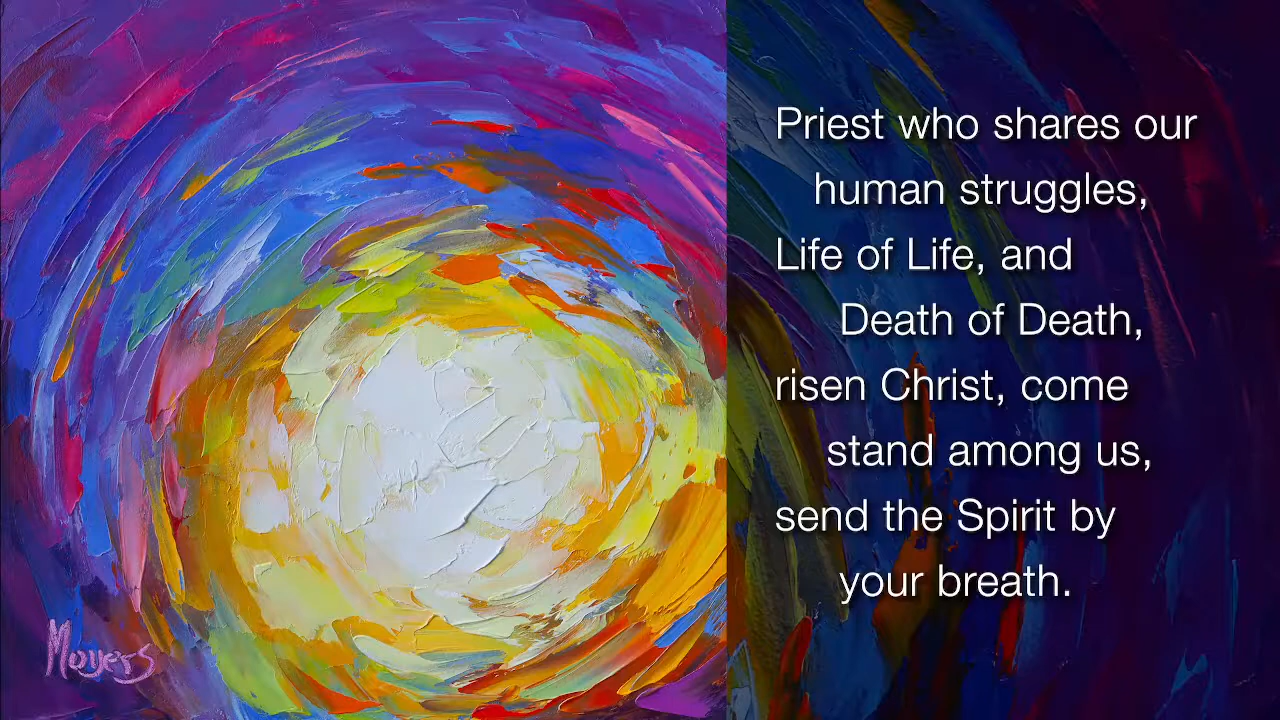 Priest who shares our
human struggles,
Life of Life, and
Death of Death,
risen Christ, come
stand among us,
send the Spirit by
your breath.
Moyers